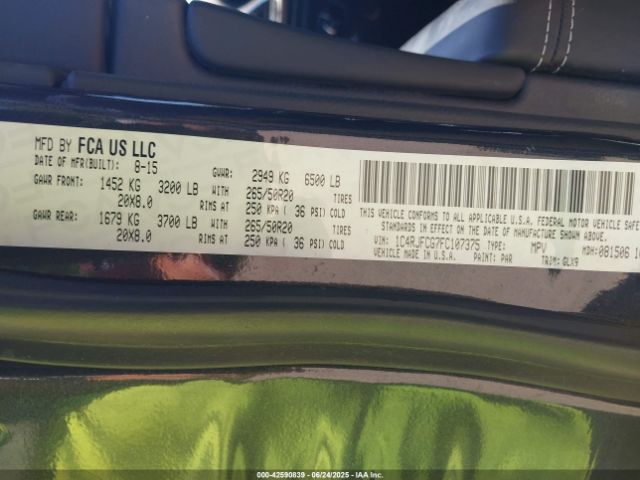 MFD BY FCA US LLC
DATE OF MFR(BUILT): 8-15 GVWR: 2949 KG 6500 LB
GAWR FRONT: 1452 KG 3200 LB WITH 265/50R20 TIRES
20X8.0 RIMS AT 250 KPA ( 36 PSI) COLD
GAWR REAR: 1679 KG 3700 LB WITH 265/50R20 TIRES
20X8.0 RIMS AT 250 KPA ( 36 PSI) COLD
THIS VEHICLE CONFORMS TO ALL APPLICABLE U.S.A. FEDERAL MOTOR VEHICLE SAFE
SHOWN ABOVE. BUMPER STANDARDS IN EFFECT ON THE DATE OF MANUFACTURE
VIN: 1C4RJFCG7FC107375 TYPE: MPV MDH: 081506
VEHICLE MADE IN U.S.A. PAINT: PAR TRIM: GLX9
000-42590839 06/24/2025 - IAA, Inc.